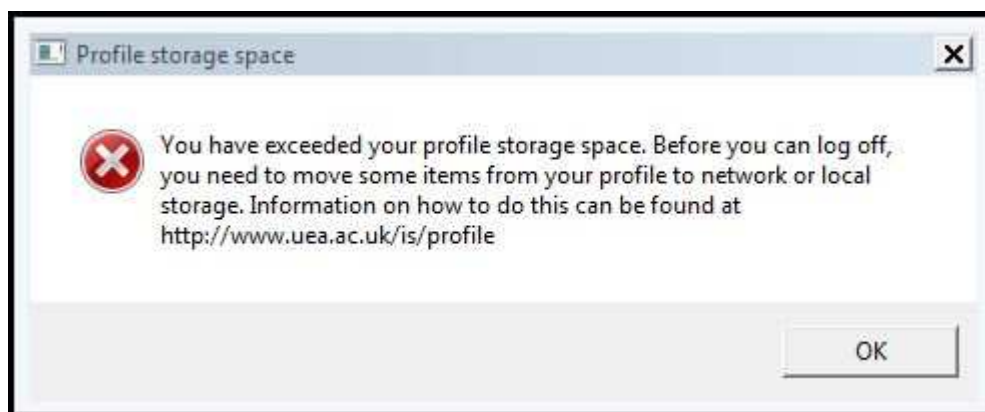 Profile storage space
You have exceeded your profile storage space. Before you can log off,
you need to move some items from your profile to network or local
storage. Information on how to do this can be found at
http://www.uea.ac.uk/is/profile
OK